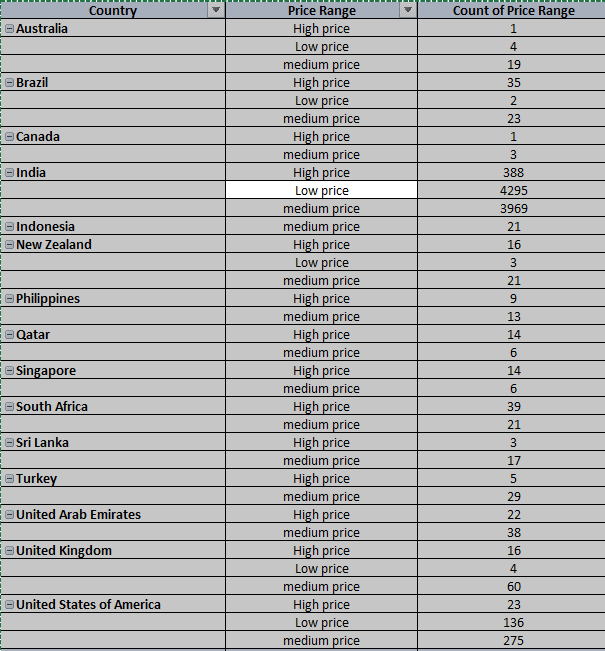 Country Price Range Count of Price Range
Australia High price 1
Low price 4
medium price 19
Brazil High price 35
Low price 2
medium price 23
Canada High price 1
medium price 3
India High price 388
Low price 4295
medium price 3969
Indonesia medium price 21
New Zealand High price 16
Low price 3
medium price 21
Philippines High price 9
medium price 13
Qatar High price 14
medium price 6
Singapore High price 14
medium price 6
South Africa High price 39
medium price 21
Sri Lanka High price 3
medium price 17
Turkey High price 5
medium price 29
United Arab Emirates High price 22
medium price 38
United Kingdom High price 16
Low price 4
medium price 60
United States of America High price 23
Low price 136
medium price 275